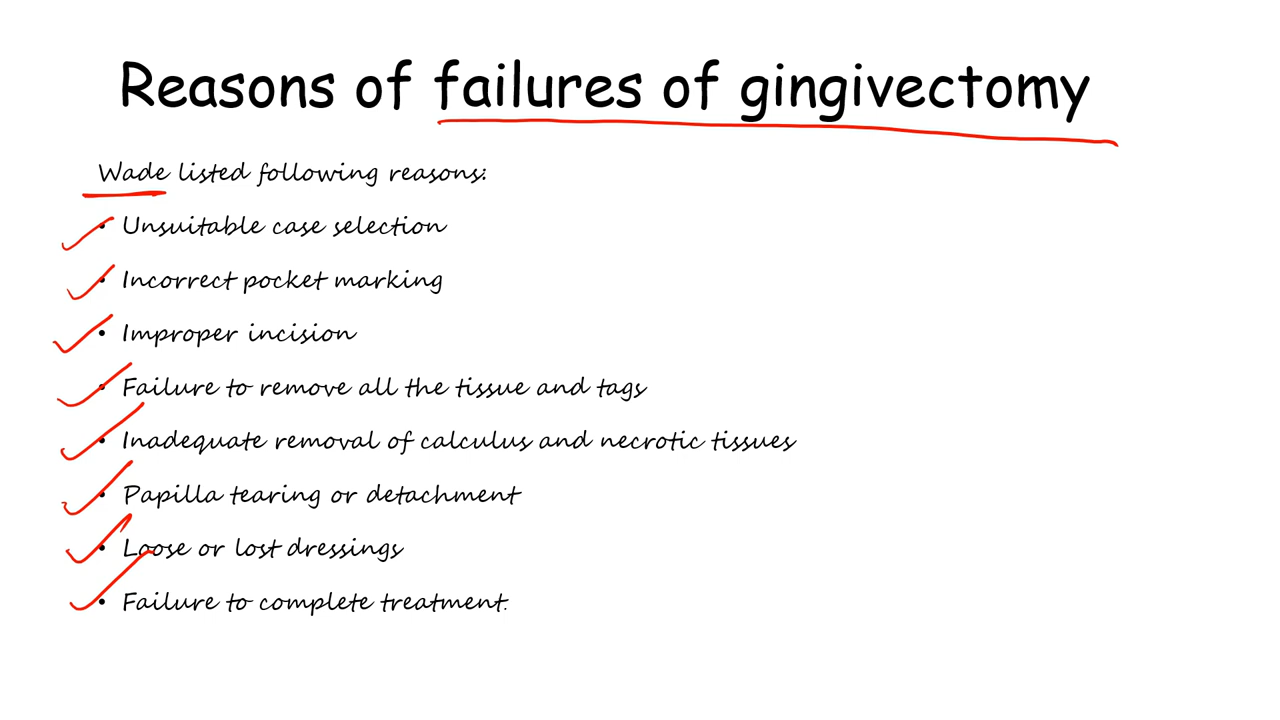 Reasons of failures of gingivectomy
Wade listed following reasons:
• Unsuitable case selection
• Incorrect pocket marking
• Improper incision
• Failure to remove all the tissue and tags
• Inadequate removal of calculus and necrotic tissues
• Papilla tearing or detachment
• Loose or lost dressings
• Failure to complete treatment.